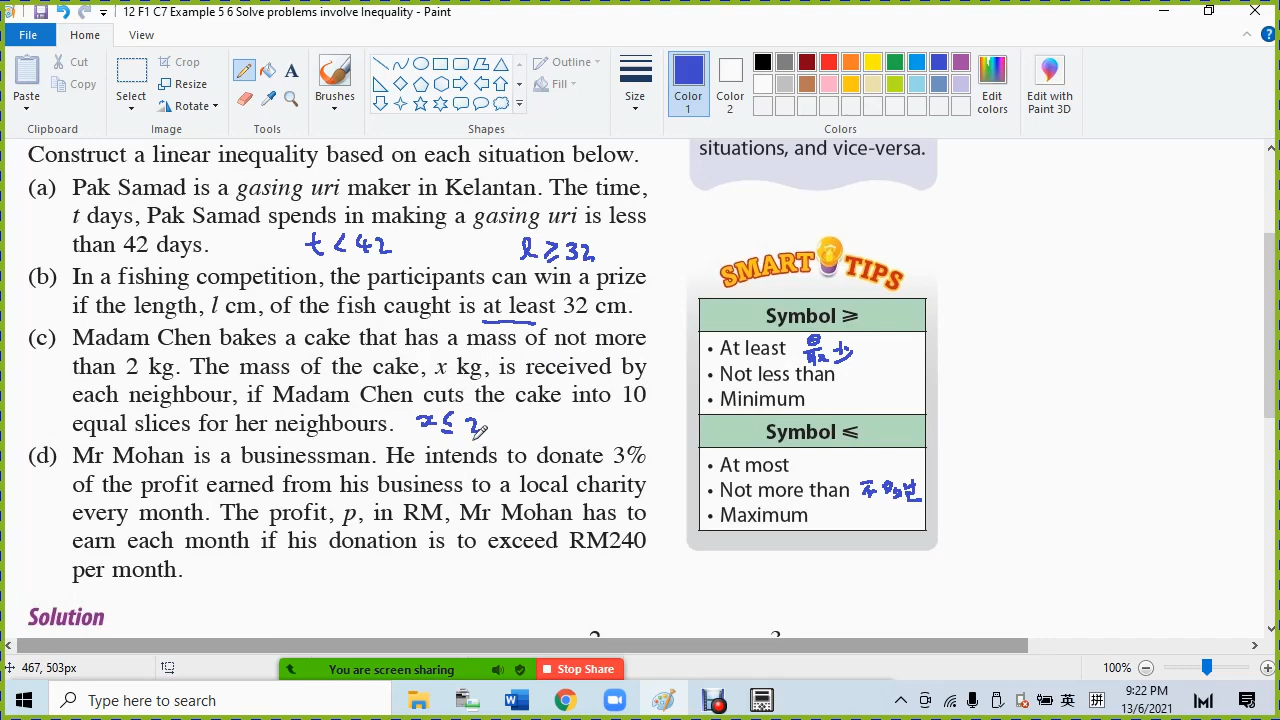 12 F1 C7 Example 5 6 Solve problems involve Inequality - Paint
File Home View
Cut
Copy
Paste
Crop
Resize
Rotate
Select
Brushes
Outline
Fill
Size
Color 1
Color 2
Edit colors
Edit with Paint 3D
Clipboard Image Tools Shapes Colors
Construct a linear inequality based on each situation below.
(a) Pak Samad is a gasing uri maker in Kelantan. The time,
t days, Pak Samad spends in making a gasing uri is less
than 42 days. t < 42 l ⩾ 32
(b) In a fishing competition, the participants can win a prize
if the length, l cm, of the fish caught is at least 32 cm.
(c) Madam Chen bakes a cake that has a mass of not more
than 2 kg. The mass of the cake, x kg, is received by
each neighbour, if Madam Chen cuts the cake into 10
equal slices for her neighbours. x ≤ 2
(d) Mr Mohan is a businessman. He intends to donate 3%
of the profit earned from his business to a local charity
every month. The profit, p, in RM, Mr Mohan has to
earn each month if his donation is to exceed RM240
per month.
Solution
2 3
situations, and vice-versa.
SMART TIPS
Symbol ⩾
• At least
• Not less than
• Minimum
Symbol ⩽
• At most
• Not more than
• Maximum
467, 503px
You are screen sharing
Stop Share
100%
Type here to search
英
拼
9:22 PM
13/6/2021